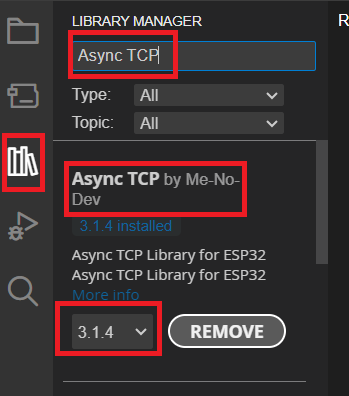 LIBRARY MANAGER
R
Async TCP
Type: All
Topic: All
Async TCP by Me-No-
Dev
3.1.4 installed
Async TCP Library for ESP32
Async TCP Library for ESP32
More info
3.1.4 REMOVE